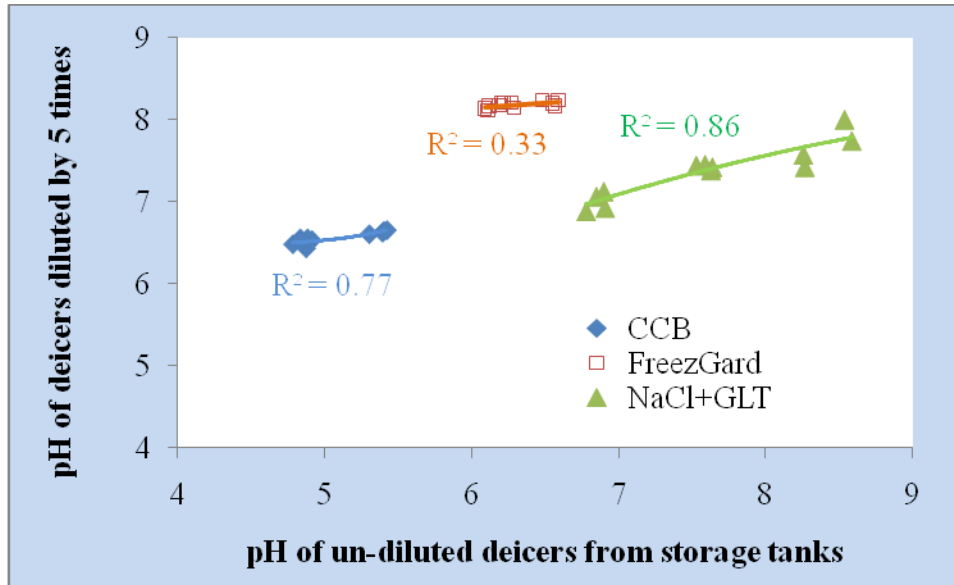 pH of deicers diluted by 5 times
9
8
7
6
5
4
R² = 0.33
R² = 0.86
R² = 0.77
CCB
FreezGard
NaCl+GLT
4 5 6 7 8 9
pH of un-diluted deicers from storage tanks